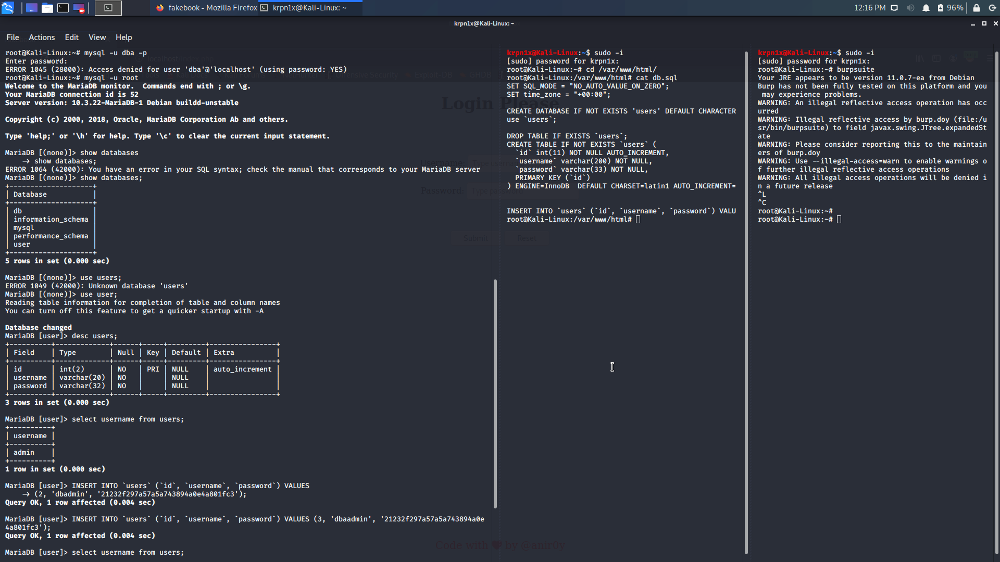 fakebook - Mozilla Firefox
krpn1x@Kali-Linux: ~
12:16 PM
96%
krpn1x@Kali-Linux: ~
File Actions Edit View Help
root@Kali-Linux:~# mysql -u dba -p
Enter password:
ERROR 1045 (28000): Access denied for user 'dba'@'localhost' (using password: YES)
root@Kali-Linux:~# mysql -u root
Welcome to the MariaDB monitor.  Commands end with ; or \g.
Your MariaDB connection id is 52
Server version: 10.3.22-MariaDB-1 Debian buildd-unstable
Copyright (c) 2000, 2018, Oracle, MariaDB Corporation Ab and others.
Type 'help;' or '\h' for help. Type '\c' to clear the current input statement.
MariaDB [(none)]> show databases
    -> show databases;
ERROR 1064 (42000): You have an error in your SQL syntax; check the manual that corresponds to your MariaDB server
MariaDB [(none)]> show databases;
+--------------------+
| Database           |
+--------------------+
| db                 |
| information_schema |
| mysql              |
| performance_schema |
| user               |
+--------------------+
5 rows in set (0.000 sec)
MariaDB [(none)]> use users;
ERROR 1049 (42000): Unknown database 'users'
MariaDB [(none)]> use user;
Reading table information for completion of table and column names
You can turn off this feature to get a quicker startup with -A
Database changed
MariaDB [user]> desc users;
+----------+-------------+------+-----+---------+----------------+
| Field    | Type        | Null | Key | Default | Extra          |
+----------+-------------+------+-----+---------+----------------+
| id       | int(2)      | NO   | PRI | NULL    | auto_increment |
| username | varchar(20) | NO   |     | NULL    |                |
| password | varchar(32) | NO   |     | NULL    |                |
+----------+-------------+------+-----+---------+----------------+
3 rows in set (0.000 sec)
MariaDB [user]> select username from users;
+----------+
| username |
+----------+
| admin    |
+----------+
1 row in set (0.000 sec)
MariaDB [user]> INSERT INTO `users` (`id`, `username`, `password`) VALUES
    -> (2, 'dbadmin', '21232f297a57a5a743894a0e4a801fc3');
Query OK, 1 row affected (0.004 sec)
MariaDB [user]> INSERT INTO `users` (`id`, `username`, `password`) VALUES (3, 'dbaadmin', '21232f297a57a5a743894a0e
4a801fc3');
Query OK, 1 row affected (0.004 sec)
MariaDB [user]> select username from users;
krpn1x@Kali-Linux:~$ sudo -i
[sudo] password for krpn1x:
root@Kali-Linux:~# cd /var/www/html/
root@Kali-Linux:/var/www/html# cat db.sql
SET SQL_MODE = "NO_AUTO_VALUE_ON_ZERO";
SET time_zone = "+00:00";
CREATE DATABASE IF NOT EXISTS 'users' DEFAULT CHARACTER
use `users`;
DROP TABLE IF EXISTS `users`;
CREATE TABLE IF NOT EXISTS `users` (
  `id` int(11) NOT NULL AUTO_INCREMENT,
  `username` varchar(200) NOT NULL,
  `password` varchar(33) NOT NULL,
  PRIMARY KEY (`id`)
) ENGINE=InnoDB  DEFAULT CHARSET=latin1 AUTO_INCREMENT=
INSERT INTO `users` (`id`, `username`, `password`) VALU
root@Kali-Linux:/var/www/html#
krpn1x@Kali-Linux:~$ sudo -i
[sudo] password for krpn1x:
root@Kali-Linux:~# burpsuite
Your JRE appears to be version 11.0.7-ea from Debian
Burp has not been fully tested on this platform and you
 may experience problems.
WARNING: An illegal reflective access operation has occ
urred
WARNING: Illegal reflective access by burp.doy (file:/u
sr/bin/burpsuite) to field javax.swing.JTree.expandedSt
ate
WARNING: Please consider reporting this to the maintain
ers of burp.doy
WARNING: Use --illegal-access=warn to enable warnings o
f further illegal reflective access operations
WARNING: All illegal access operations will be denied i
n a future release
^L
^C
root@Kali-Linux:~#
root@Kali-Linux:~#
Login Please
Username:
Password: Type password
Submit Reset
Code with ❤ by @anir0y